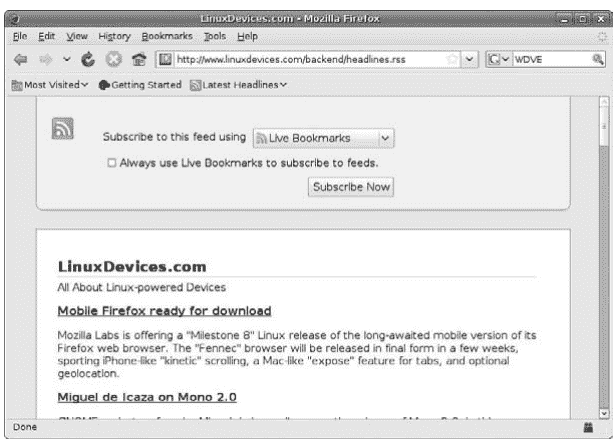 LinuxDevices.com - Mozilla Firefox
File Edit View History Bookmarks Tools Help
http://www.linuxdevices.com/backend/headlines.rss G WDVE
Most Visited Getting Started Latest Headlines
Subscribe to this feed using Live Bookmarks
Always use Live Bookmarks to subscribe to feeds.
Subscribe Now
LinuxDevices.com
All About Linux-powered Devices
Mobile Firefox ready for download
Mozilla Labs is offering a "Milestone 8" Linux release of the long-awaited mobile version of its
Firefox web browser. The "Fennec" browser will be released in final form in a few weeks,
sporting iPhone-like "kinetic" scrolling, a Mac-like "expose" feature for tabs, and optional
geolocation.
Miguel de Icaza on Mono 2.0
Done